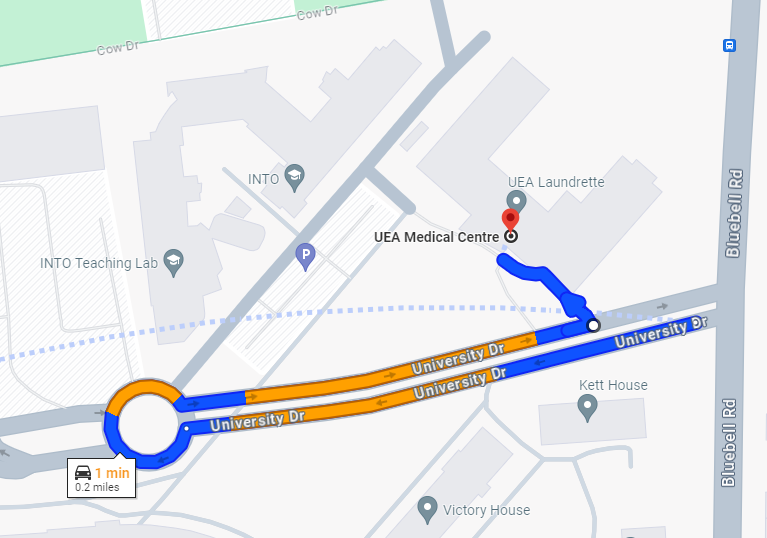 Cow Dr
Cow Dr
INTO
UEA Laundrette
Bluebell Rd
UEA Medical Centre
P
INTO Teaching Lab
University Dr
University Dr
University Dr
University Dr
Kett House
Bluebell Rd
1 min
0.2 miles
Victory House